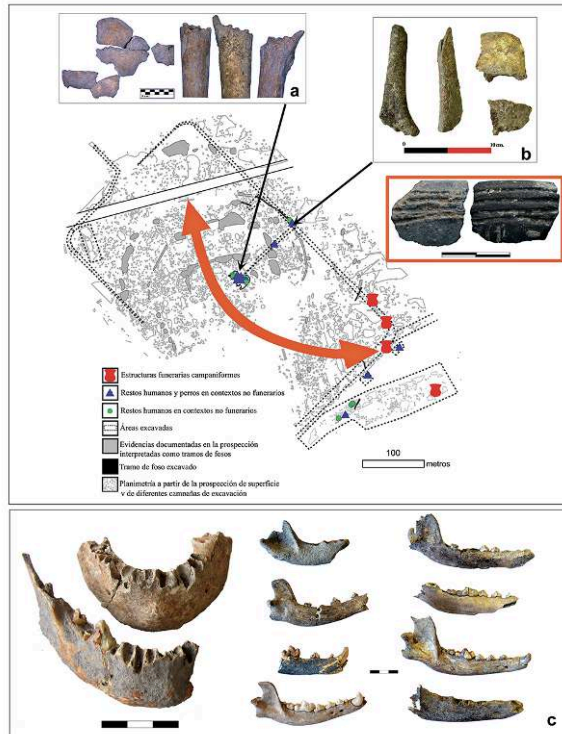 a
b
0 10 cms.
Estructuras funerarias campaniformes
Restos humanos y perros en contextos no funerarios
Restos humanos en contextos no funerarios
Áreas excavadas
Evidencias documentadas en la prospección
interpretadas como tramos de fosos
Tramo de foso excavado
Planimetría a partir de la prospección de superficie
y de diferentes campañas de excavación
100
metros
c